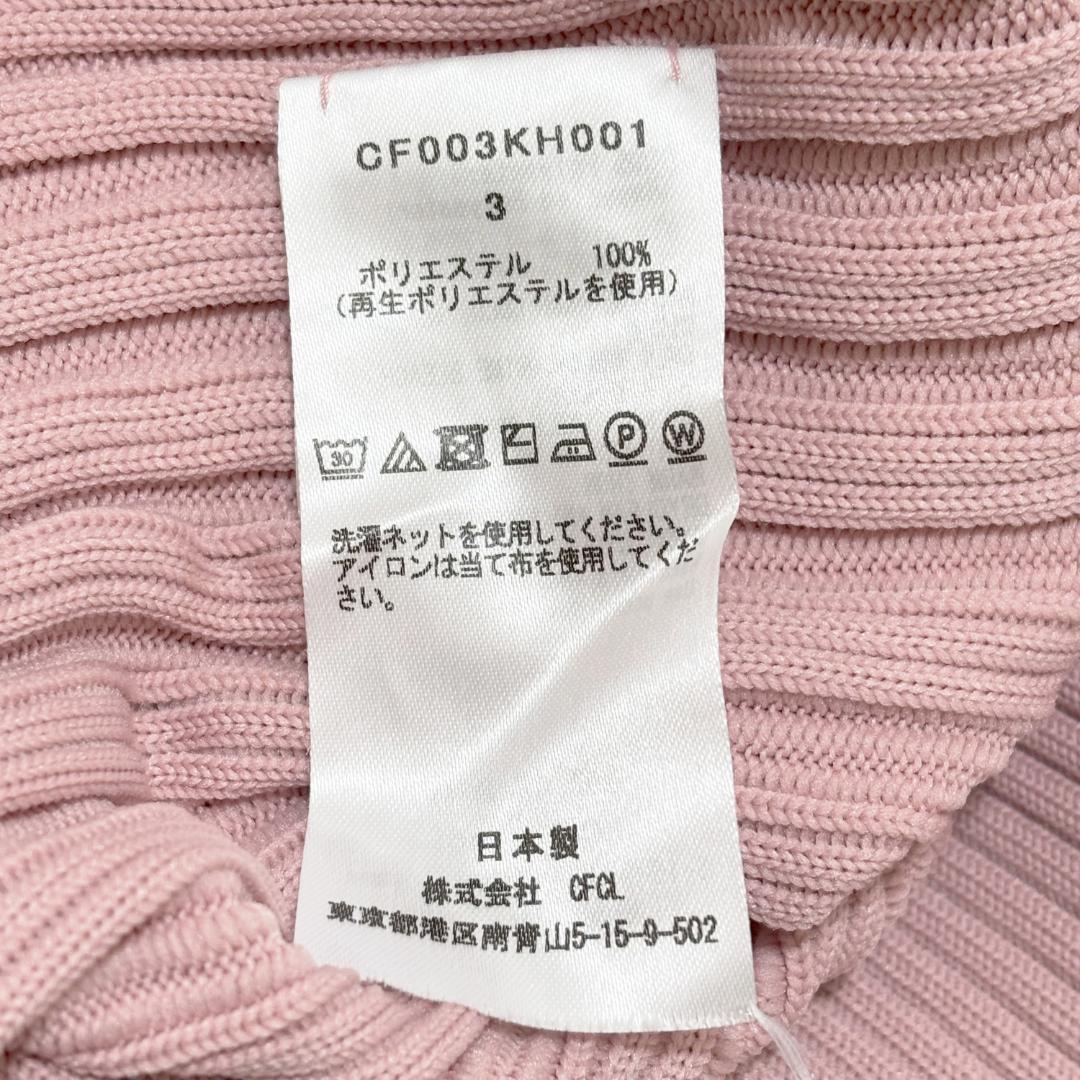 CF003KH001
3
ポリエステル 100%
(再生ポリエステルを使用)
30 P W
洗濯ネットを使用してください。
アイロンは当て布を使用してくだ
さい。
日本製
株式会社 CFCL
東京都港区南青山5-15-9-502